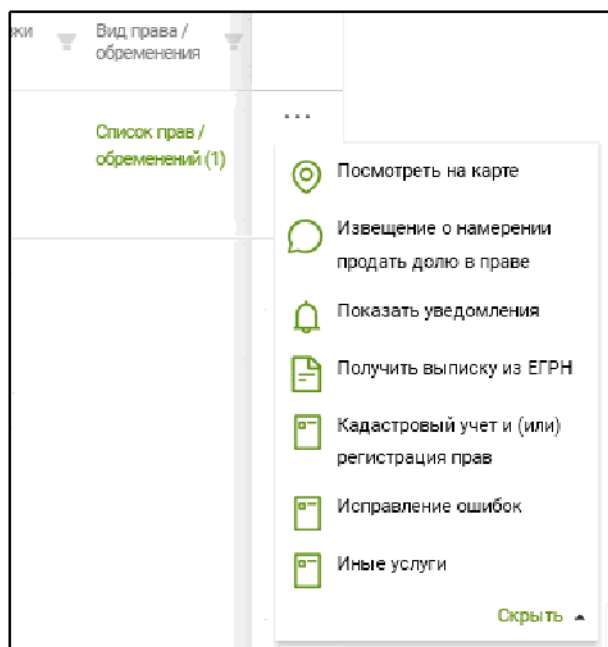 жи
Вид права /
обременения
Список прав /
обременений (1)
...
Посмотреть на карте
Извещение о намерении
продать долю в праве
Показать уведомления
Получить выписку из ЕГРН
Кадастровый учет и (или)
регистрация прав
Исправление ошибок
Иные услуги
Скрыть